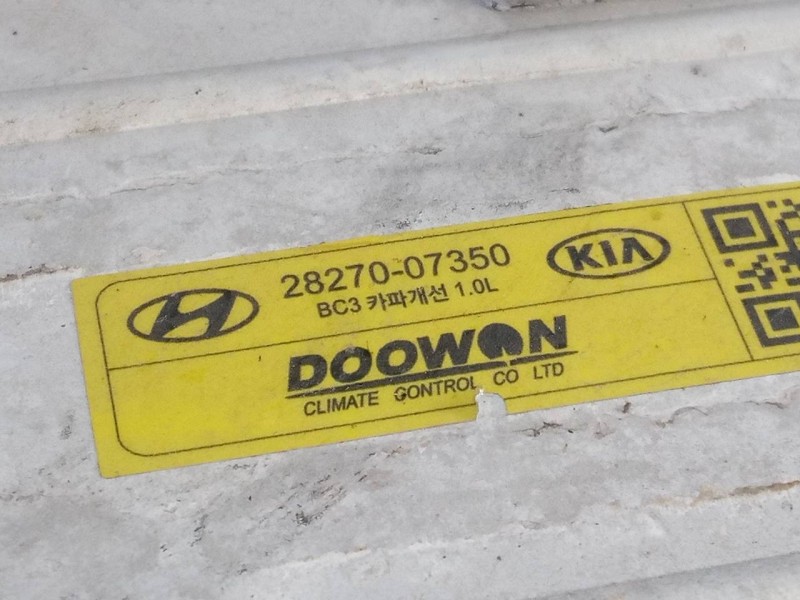 28270-07350
KIA
BC3 카파개선 1.0L
DOOWON
CLIMATE CONTROL CO LTD